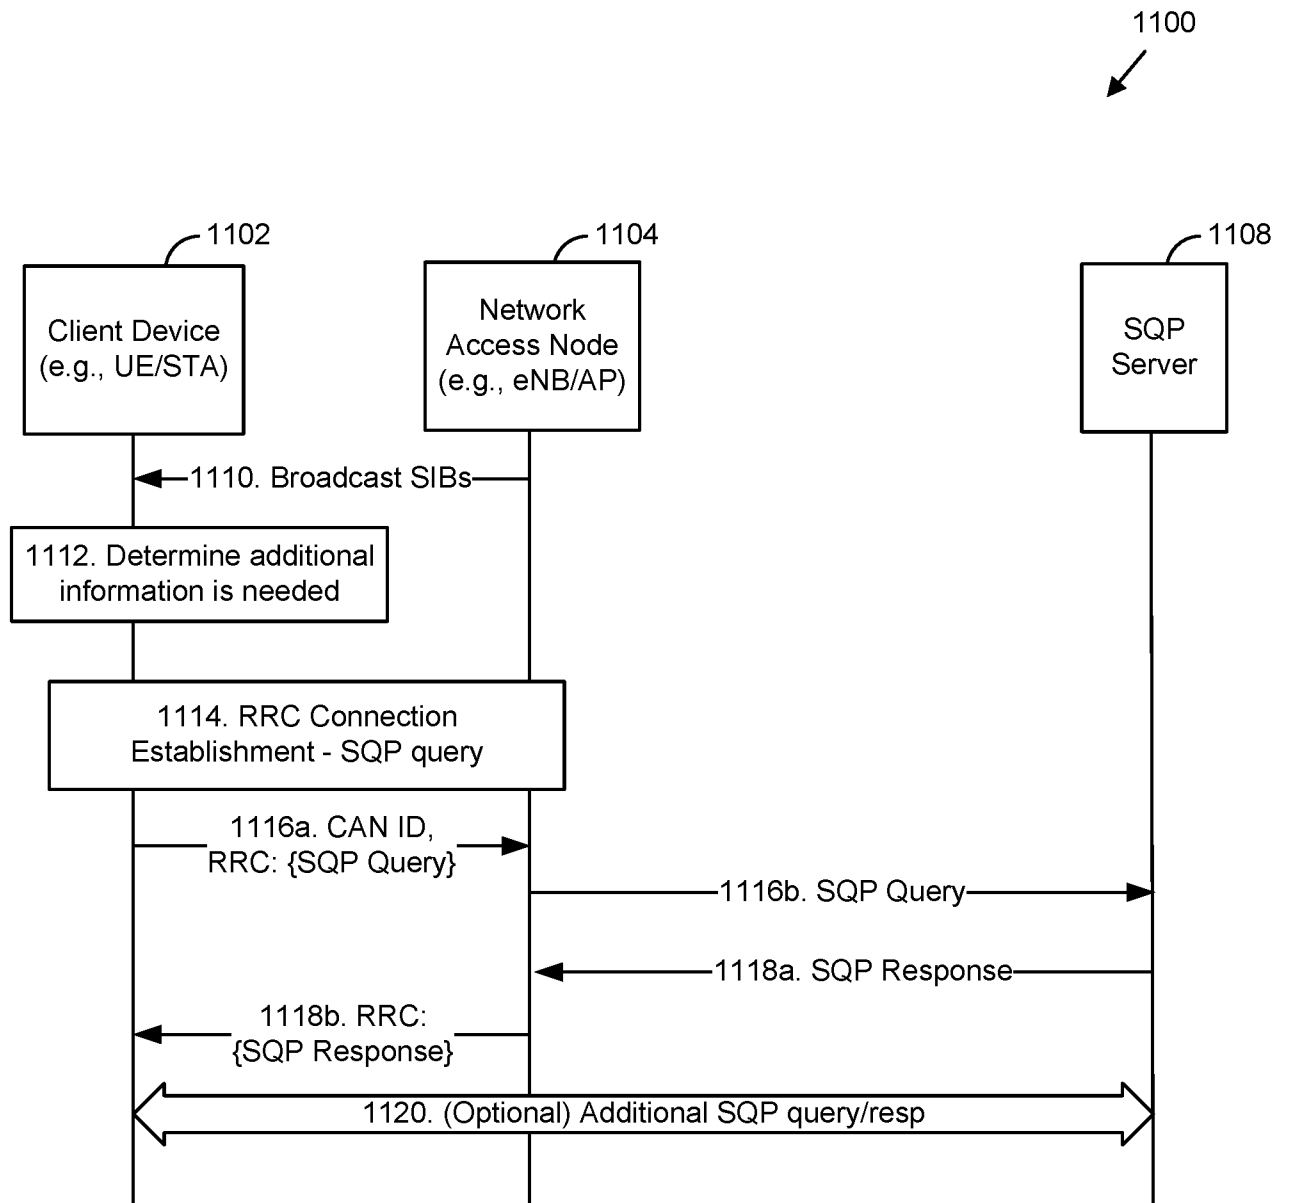 1100
1102
1104
1108
Client Device
(e.g., UE/STA)
Network
Access Node
(e.g., eNB/AP)
SQP
Server
1110. Broadcast SIBs
1112. Determine additional
information is needed
1114. RRC Connection
Establishment - SQP query
1116a. CAN ID,
RRC: {SQP Query}
1116b. SQP Query
1118a. SQP Response
1118b. RRC:
{SQP Response}
1120. (Optional) Additional SQP query/resp